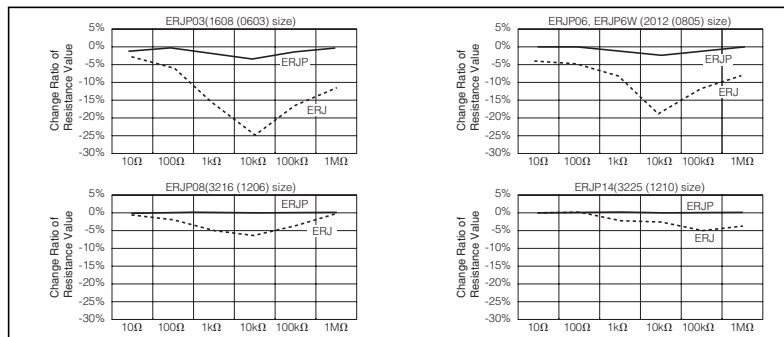 ERJP03(1608 (0603) size)
5%
0%
-5%
-10%
-15%
-20%
-25%
-30%
Change Ratio of
Resistance Value
ERJP
ERJ
10Ω 100Ω 1kΩ 10kΩ 100kΩ 1MΩ
ERJP06, ERJP6W (2012 (0805) size)
5%
0%
-5%
-10%
-15%
-20%
-25%
-30%
Change Ratio of
Resistance Value
ERJP
ERJ
10Ω 100Ω 1kΩ 10kΩ 100kΩ 1MΩ
ERJP08(3216 (1206) size)
5%
0%
-5%
-10%
-15%
-20%
-25%
-30%
Change Ratio of
Resistance Value
ERJP
ERJ
10Ω 100Ω 1kΩ 10kΩ 100kΩ 1MΩ
ERJP14(3225 (1210) size)
5%
0%
-5%
-10%
-15%
-20%
-25%
-30%
Change Ratio of
Resistance Value
ERJP
ERJ
10Ω 100Ω 1kΩ 10kΩ 100kΩ 1MΩ